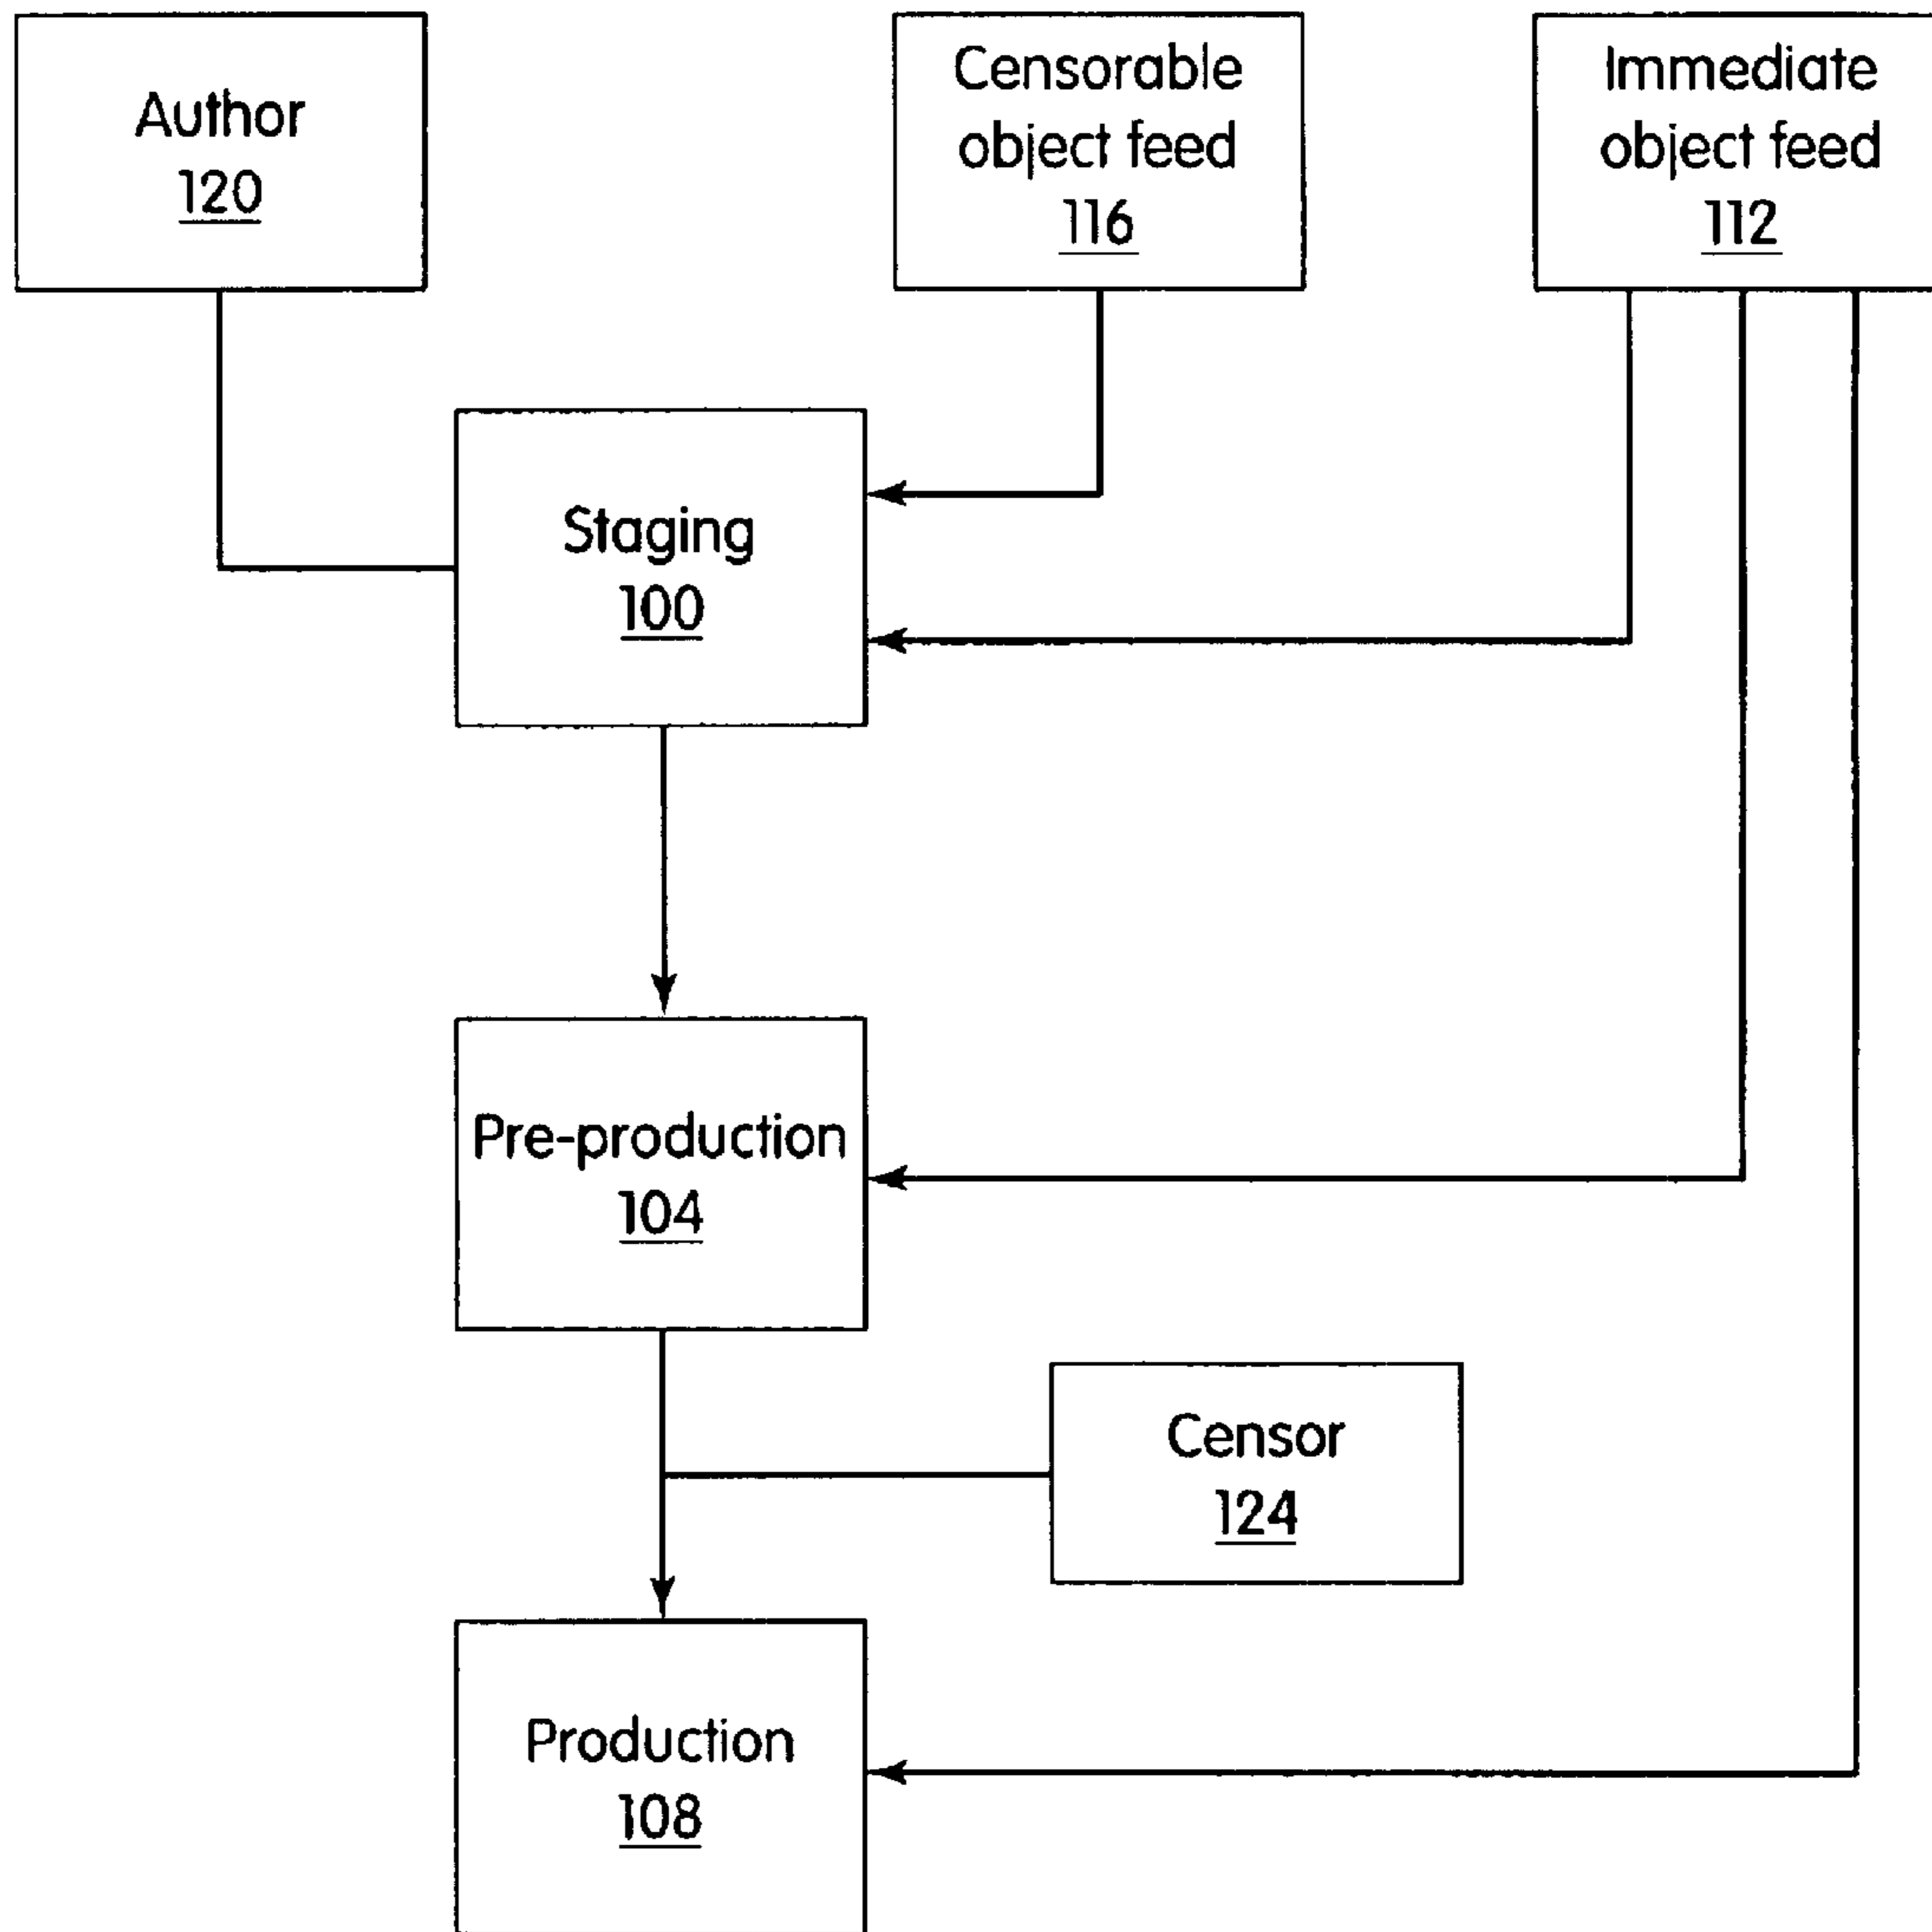 Author
120
Censorable
object feed
116
Immediate
object feed
112
Staging
100
Pre-production
104
Censor
124
Production
108